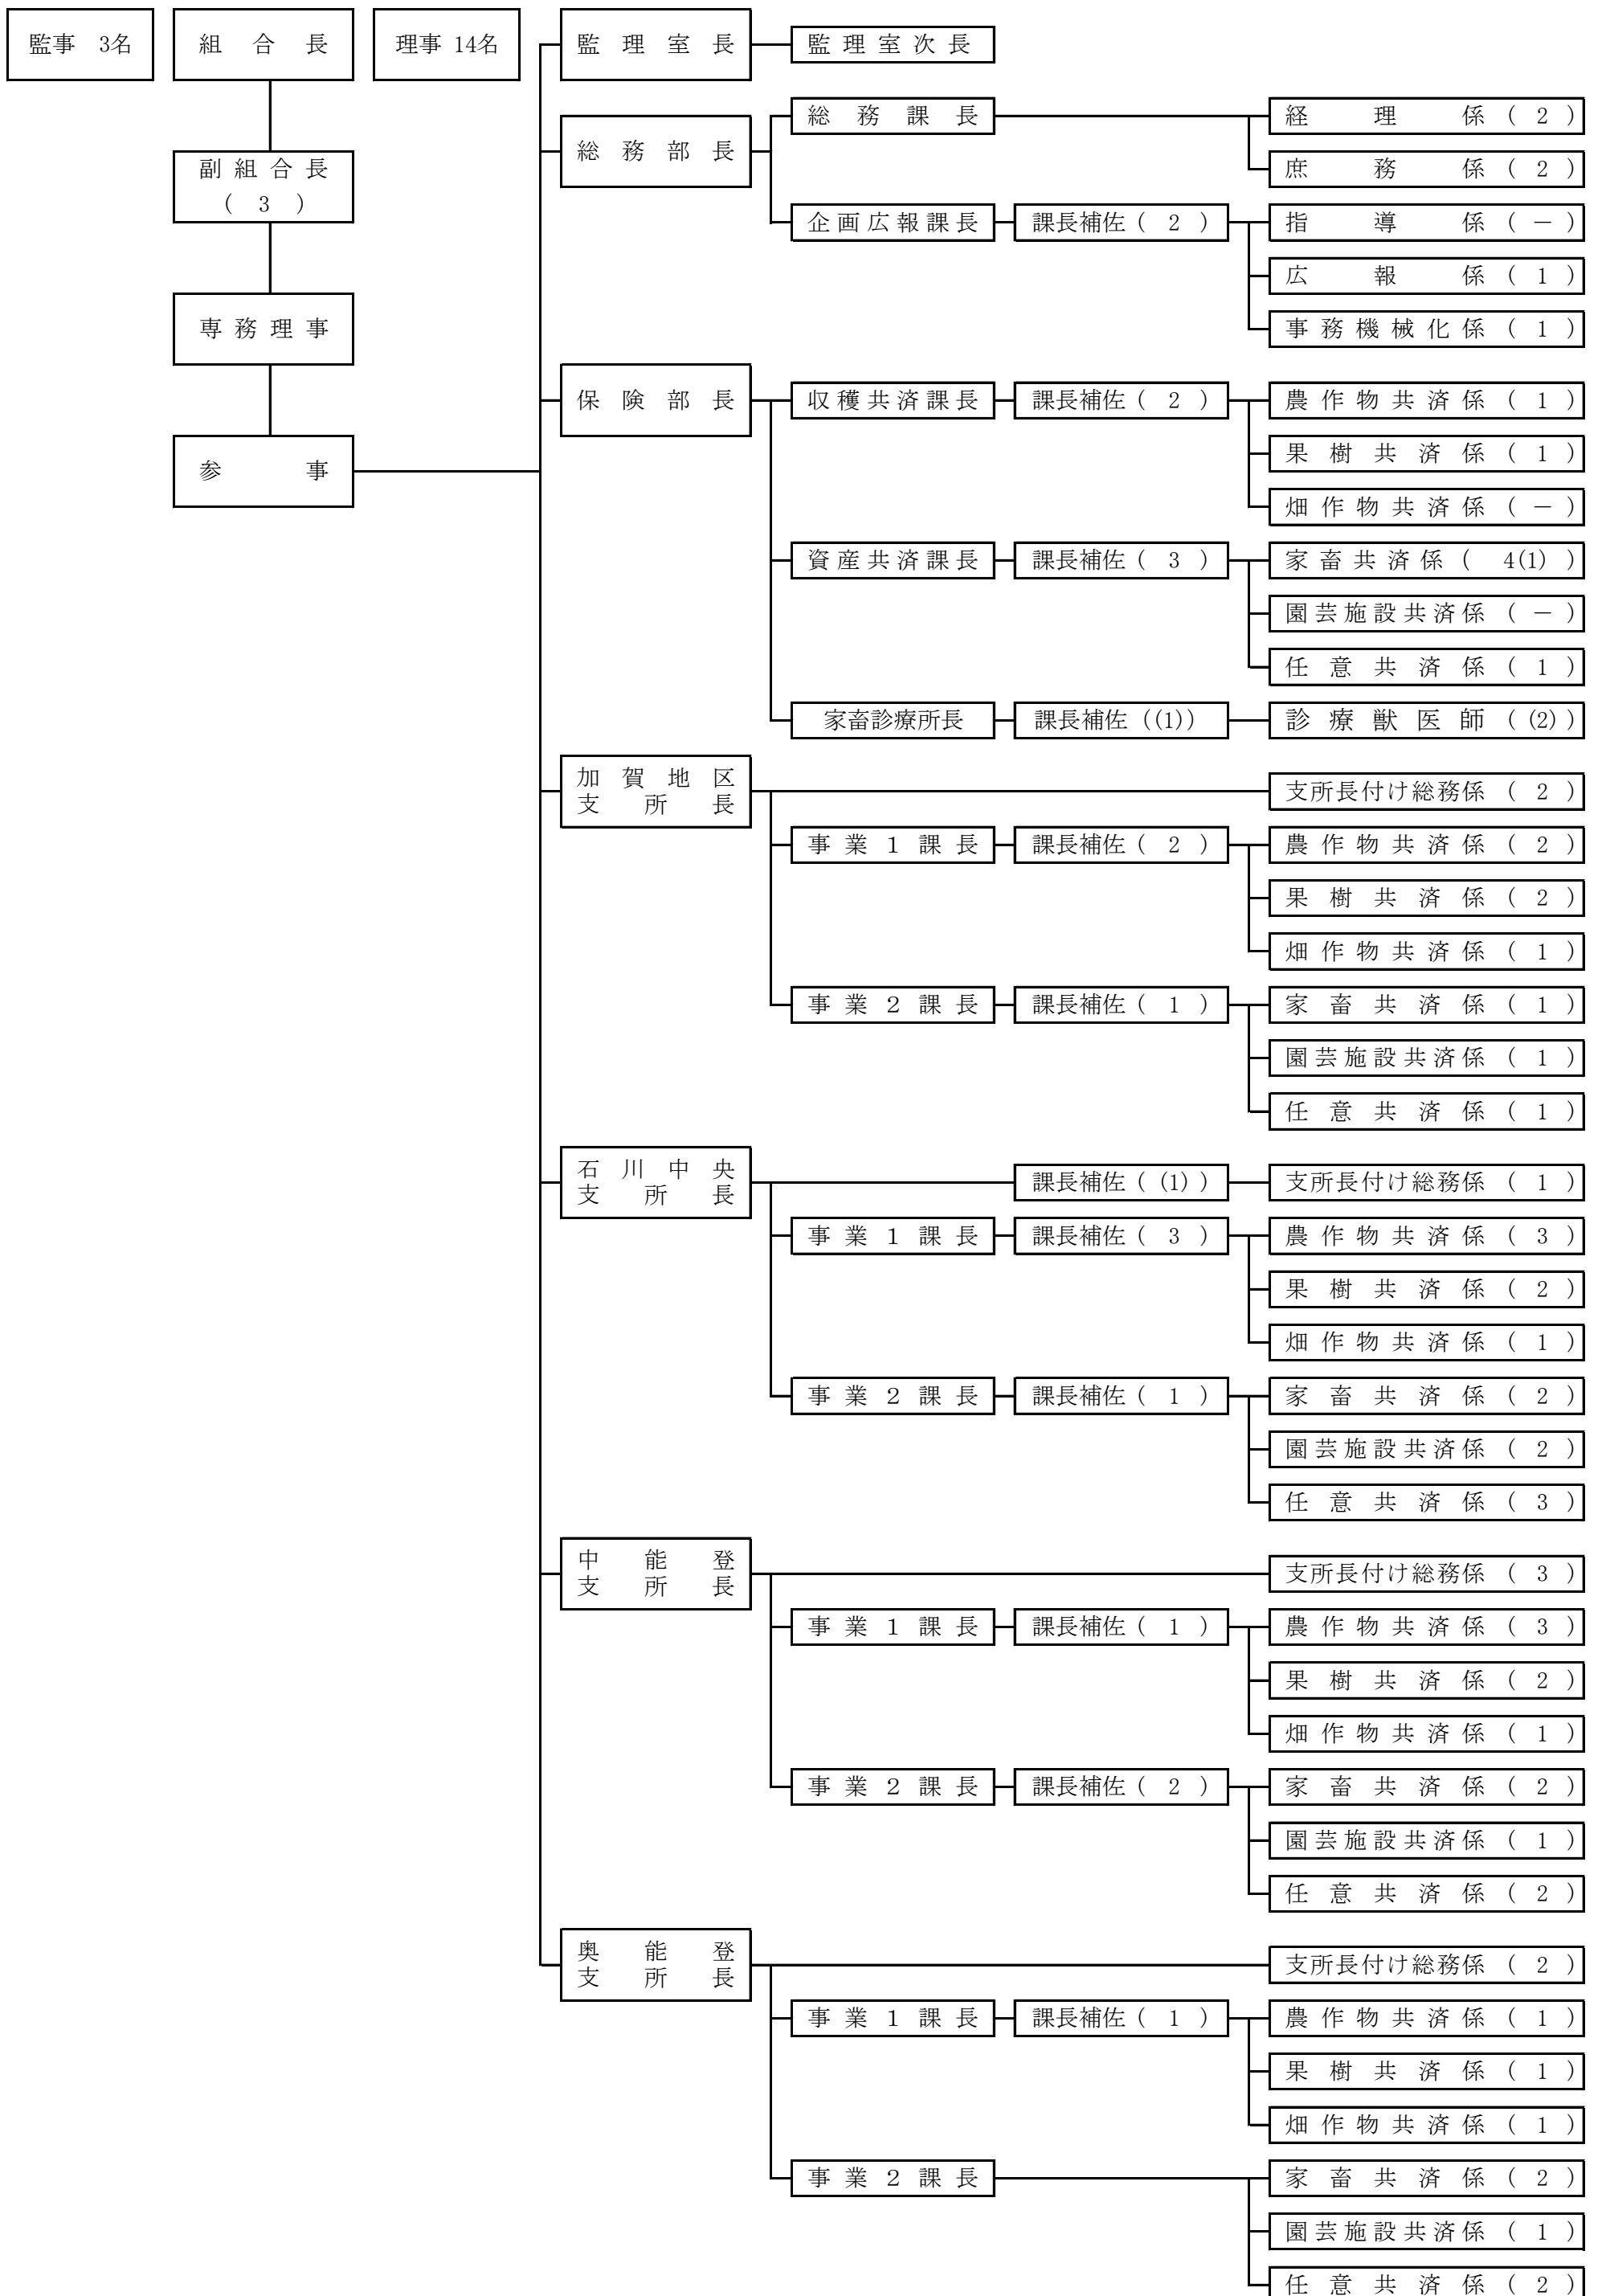 監事 3名
組合長
理事 14名
監理室長
監理室次長
総務課長
経理係( 2 )
総務部長
副組合長
( 3 )
庶務係( 2 )
企画広報課長
課長補佐( 2 )
指導係( － )
広報係( 1 )
専務理事
事務機械化係( 1 )
保険部長
収穫共済課長
課長補佐( 2 )
農作物共済係( 1 )
参事
果樹共済係( 1 )
畑作物共済係( － )
資産共済課長
課長補佐( 3 )
家畜共済係( 4(1) )
園芸施設共済係( － )
任意共済係( 1 )
家畜診療所長
課長補佐((1))
診療獣医師( (2) )
加賀地区
支所長
支所長付け総務係( 2 )
事業1課長
課長補佐( 2 )
農作物共済係( 2 )
果樹共済係( 2 )
畑作物共済係( 1 )
事業2課長
課長補佐( 1 )
家畜共済係( 1 )
園芸施設共済係( 1 )
任意共済係( 1 )
石川中央
支所長
課長補佐( (1) )
支所長付け総務係( 1 )
事業1課長
課長補佐( 3 )
農作物共済係( 3 )
果樹共済係( 2 )
畑作物共済係( 1 )
事業2課長
課長補佐( 1 )
家畜共済係( 2 )
園芸施設共済係( 2 )
任意共済係( 3 )
中能登
支所長
支所長付け総務係( 3 )
事業1課長
課長補佐( 1 )
農作物共済係( 3 )
果樹共済係( 2 )
畑作物共済係( 1 )
事業2課長
課長補佐( 2 )
家畜共済係( 2 )
園芸施設共済係( 1 )
任意共済係( 2 )
奥能登
支所長
支所長付け総務係( 2 )
事業1課長
課長補佐( 1 )
農作物共済係( 1 )
果樹共済係( 1 )
畑作物共済係( 1 )
事業2課長
家畜共済係( 2 )
園芸施設共済係( 1 )
任意共済係( 2 )